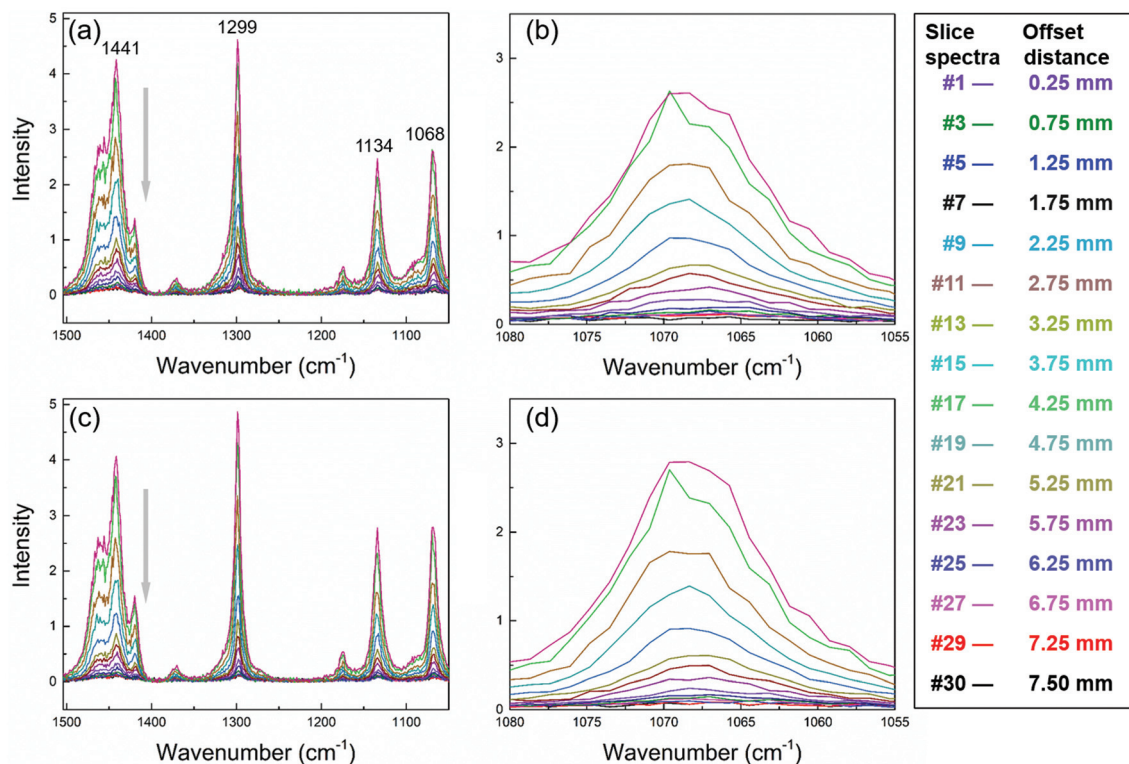 (a)
1441
1299
1134
1068
5
4
3
2
1
0
Intensity
1500 1400 1300 1200 1100
Wavenumber (cm⁻¹)
(b)
3
2
1
0
1080 1075 1070 1065 1060 1055
Wavenumber (cm⁻¹)
(c)
5
4
3
2
1
0
Intensity
1500 1400 1300 1200 1100
Wavenumber (cm⁻¹)
(d)
3
2
1
0
1080 1075 1070 1065 1060 1055
Wavenumber (cm⁻¹)
Slice Offset
spectra distance
#1 — 0.25 mm
#3 — 0.75 mm
#5 — 1.25 mm
#7 — 1.75 mm
#9 — 2.25 mm
#11 — 2.75 mm
#13 — 3.25 mm
#15 — 3.75 mm
#17 — 4.25 mm
#19 — 4.75 mm
#21 — 5.25 mm
#23 — 5.75 mm
#25 — 6.25 mm
#27 — 6.75 mm
#29 — 7.25 mm
#30 — 7.50 mm